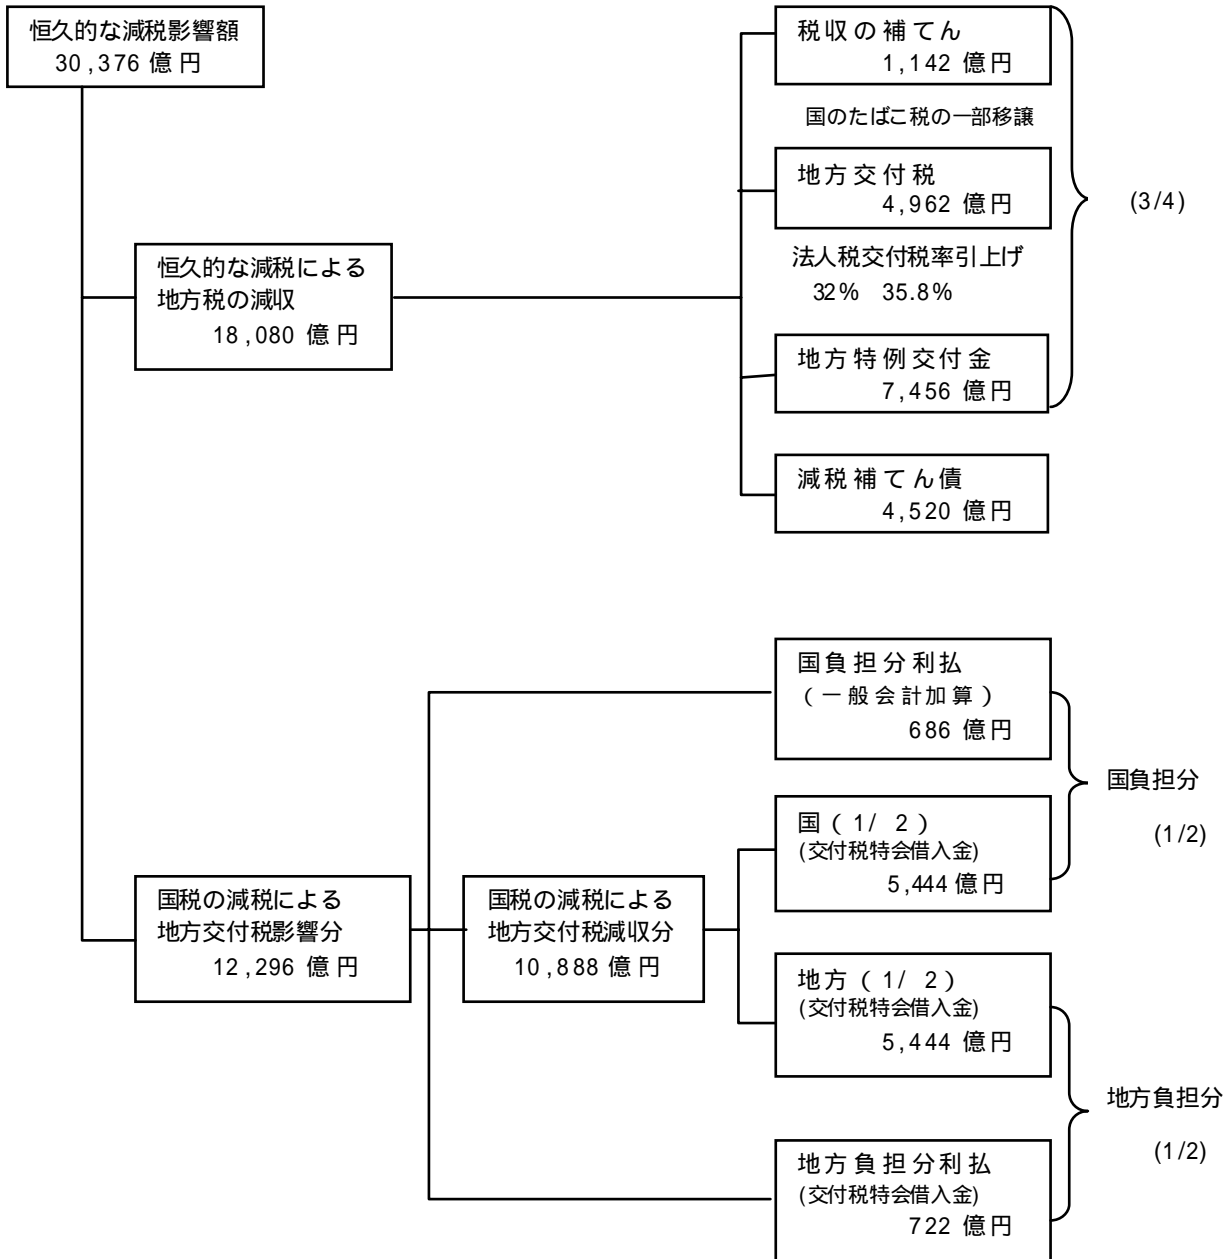 恒久的な減税影響額
30,376 億円
税収の補てん
1,142 億円
国のたばこ税の一部移譲
地方交付税
4,962 億円
(3/4)
法人税交付税率引上げ
32% 35.8%
恒久的な減税による
地方税の減収
18,080 億円
地方特例交付金
7,456 億円
減税補てん債
4,520 億円
国負担分利払
(一般会計加算)
686 億円
国負担分
(1/2)
国(1/ 2)
(交付税特会借入金)
5,444 億円
国税の減税による
地方交付税影響分
12,296 億円
国税の減税による
地方交付税減収分
10,888 億円
地方(1/ 2)
(交付税特会借入金)
5,444 億円
地方負担分
(1/2)
地方負担分利払
(交付税特会借入金)
722 億円